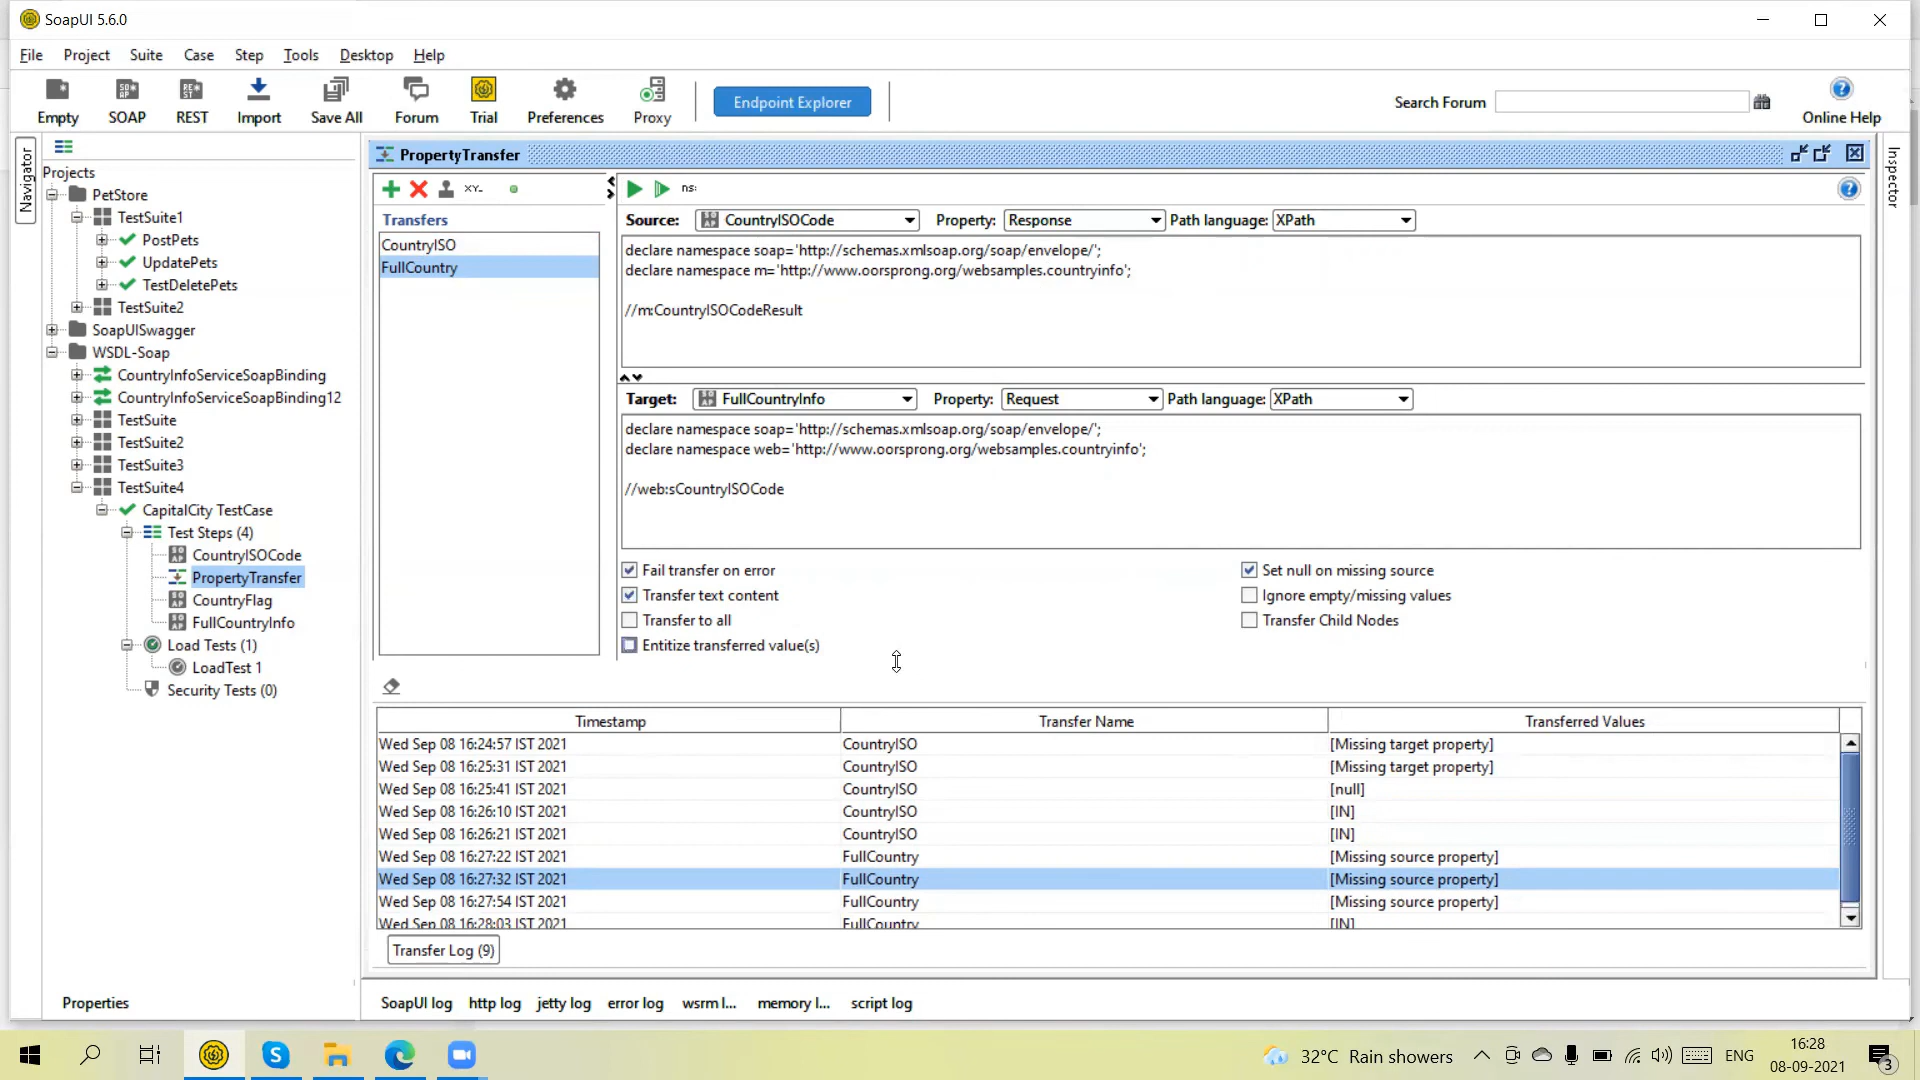 SoapUI 5.6.0
File Project Suite Case Step Tools Desktop Help
Empty SOAP REST Import Save All Forum Trial Preferences Proxy Endpoint Explorer Search Forum Online Help
Navigator
Projects
PetStore
TestSuite1
PostPets
UpdatePets
TestDeletePets
TestSuite2
SoapUISwagger
WSDL-Soap
CountryInfoServiceSoapBinding
CountryInfoServiceSoapBinding12
TestSuite
TestSuite2
TestSuite3
TestSuite4
CapitalCity TestCase
Test Steps (4)
CountryISOCode
PropertyTransfer
CountryFlag
FullCountryInfo
Load Tests (1)
LoadTest 1
Security Tests (0)
Properties
PropertyTransfer
XY-
ns:
Transfers
CountryISO
FullCountry
Source: CountryISOCode Property: Response Path language: XPath
declare namespace soap='http://schemas.xmlsoap.org/soap/envelope/';
declare namespace m='http://www.oorsprong.org/websamples.countryinfo';
//m:CountryISOCodeResult
Target: FullCountryInfo Property: Request Path language: XPath
declare namespace soap='http://schemas.xmlsoap.org/soap/envelope/';
declare namespace web='http://www.oorsprong.org/websamples.countryinfo';
//web:sCountryISOCode
Fail transfer on error Set null on missing source
Transfer text content Ignore empty/missing values
Transfer to all Transfer Child Nodes
Entitize transferred value(s)
Timestamp Transfer Name Transferred Values
Wed Sep 08 16:24:57 IST 2021 CountryISO [Missing target property]
Wed Sep 08 16:25:31 IST 2021 CountryISO [Missing target property]
Wed Sep 08 16:25:41 IST 2021 CountryISO [null]
Wed Sep 08 16:26:10 IST 2021 CountryISO [IN]
Wed Sep 08 16:26:21 IST 2021 CountryISO [IN]
Wed Sep 08 16:27:22 IST 2021 FullCountry [Missing source property]
Wed Sep 08 16:27:32 IST 2021 FullCountry [Missing source property]
Wed Sep 08 16:27:54 IST 2021 FullCountry [Missing source property]
Wed Sep 08 16:28:03 IST 2021 FullCountry [IN]
Transfer Log (9)
SoapUI log http log jetty log error log wsrm l... memory l... script log
Inspector
32°C Rain showers ENG 16:28
08-09-2021 3